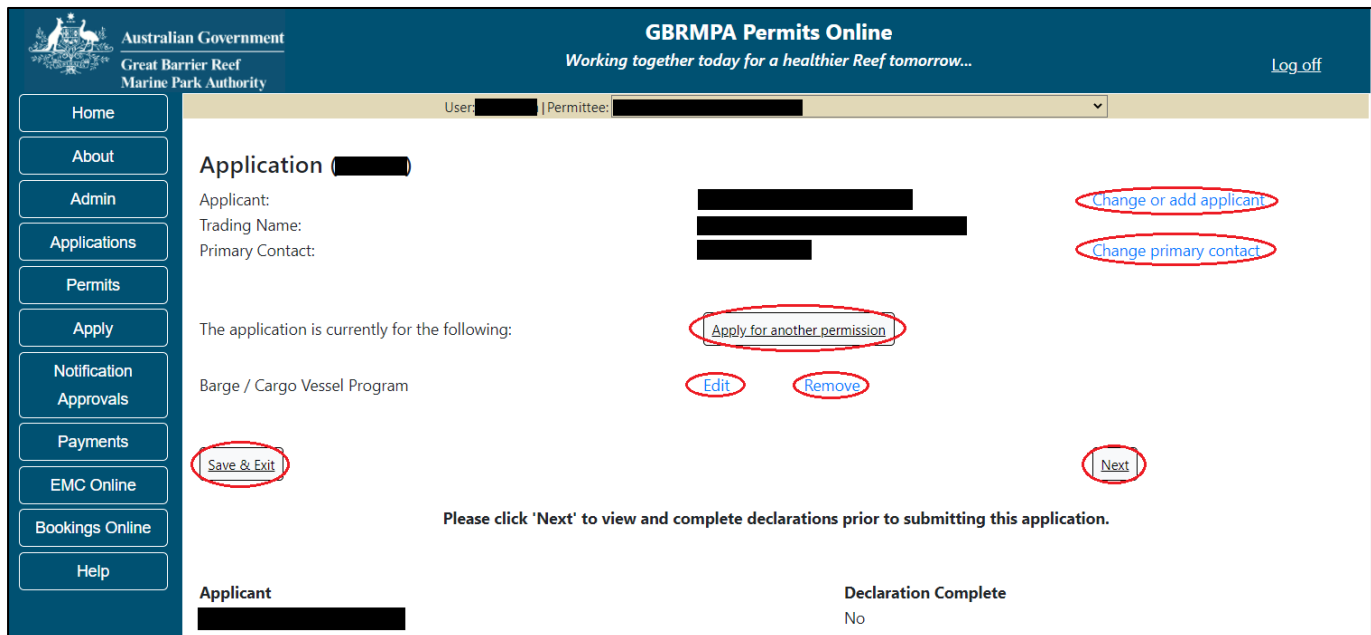 Australian Government
Great Barrier Reef
Marine Park Authority
GBRMPA Permits Online
Working together today for a healthier Reef tomorrow...
Log off
User: | Permittee:
Home
About
Admin
Applications
Permits
Apply
Notification
Approvals
Payments
EMC Online
Bookings Online
Help
Application ( )
Applicant:
Change or add applicant
Trading Name:
Primary Contact:
Change primary contact
The application is currently for the following:
Apply for another permission
Barge / Cargo Vessel Program
Edit
Remove
Save & Exit
Next
Please click 'Next' to view and complete declarations prior to submitting this application.
Applicant
Declaration Complete
No